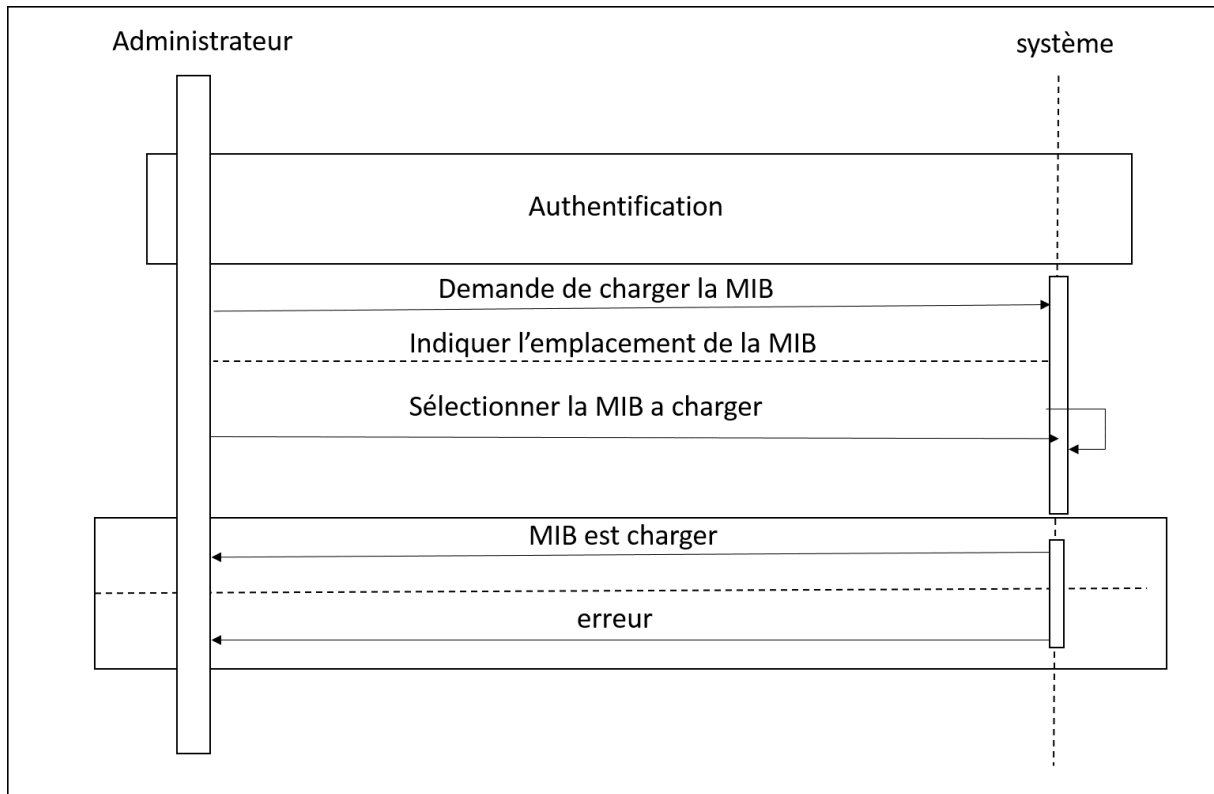 Administrateur
système
Authentification
Demande de charger la MIB
Indiquer l’emplacement de la MIB
Sélectionner la MIB a charger
MIB est charger
erreur